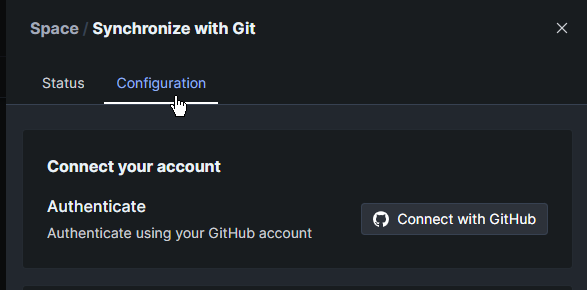 Space / Synchronize with Git
Status Configuration
Connect your account
Authenticate
Authenticate using your GitHub account
Connect with GitHub